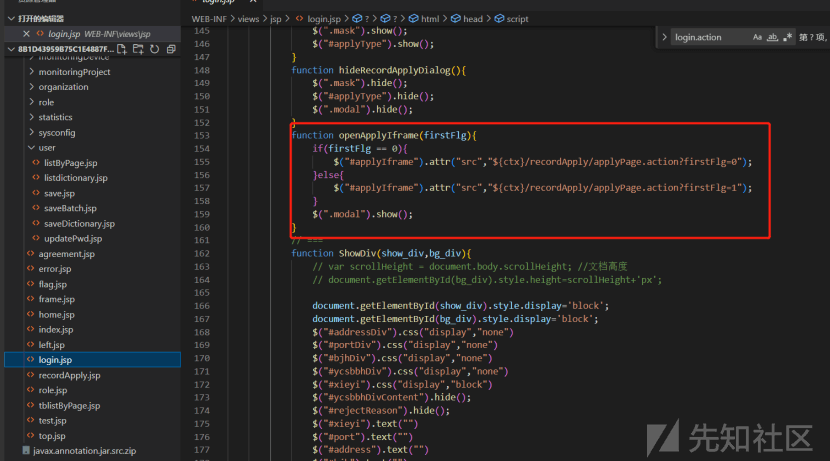 打开的编辑器
login.jsp WEB-INF\views\jsp
8B1D43959B75C1E4887F...
monitoringDevice
monitoringProject
organization
role
statistics
sysconfig
user
listByPage.jsp
listdictionary.jsp
save.jsp
saveBatch.jsp
saveDictionary.jsp
updatePwd.jsp
agreement.jsp
error.jsp
flag.jsp
frame.jsp
home.jsp
index.jsp
left.jsp
login.jsp
recordApply.jsp
role.jsp
tblistByPage.jsp
test.jsp
top.jsp
javax.annotation.jar.src.zip
WEB-INF > views > jsp > login.jsp > ? > ? > html > head > script
login.action Aa ab 第 ? 项,
145 $(".mask").show();
146 $("#applyType").show();
147 }
148 function hideRecordApplyDialog(){
149 $(".mask").hide();
150 $("#applyType").hide();
151 $(".modal").hide();
152 }
153 function openApplyIframe(firstFlg){
154 if(firstFlg == 0){
155 $("#applyIframe").attr("src","${ctx}/recordApply/applyPage.action?firstFlg=0");
156 }else{
157 $("#applyIframe").attr("src","${ctx}/recordApply/applyPage.action?firstFlg=1");
158 }
159 $(".modal").show();
160 }
161 // ===
162 function ShowDiv(show_div,bg_div){
163 // var scrollHeight = document.body.scrollHeight; //文档高度
164 // document.getElementById(bg_div).style.height=scrollHeight+'px';
165
166 document.getElementById(show_div).style.display='block';
167 document.getElementById(bg_div).style.display='block';
168 $("#addressDiv").css("display","none")
169 $("#portDiv").css("display","none")
170 $("#bjhDiv").css("display","none")
171 $("#ycsbbhDiv").css("display","none")
172 $("#xieyi").css("display","block")
173 $("#ycsbbhDivContent").hide();
174 $("#rejectReason").hide();
175 $("#xieyi").text("")
176 $("#port").text("")
177 $("#address").text("")
先知社区